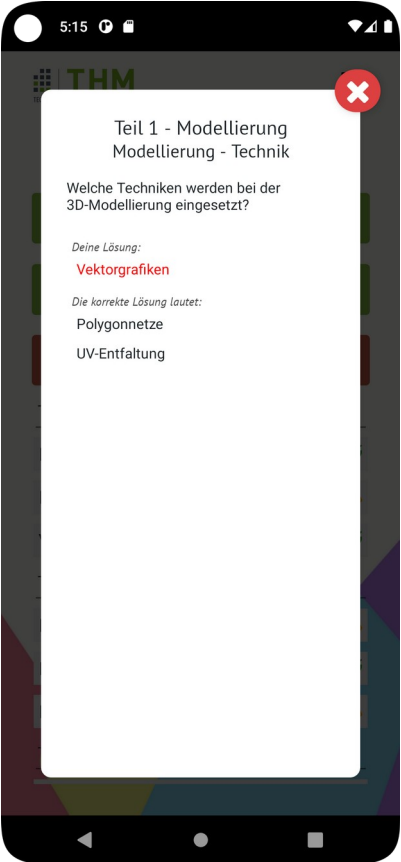 5:15
THM
Teil 1 - Modellierung
Modellierung - Technik
Welche Techniken werden bei der
3D-Modellierung eingesetzt?
Deine Lösung:
Vektorgrafiken
Die korrekte Lösung lautet:
Polygonnetze
UV-Entfaltung